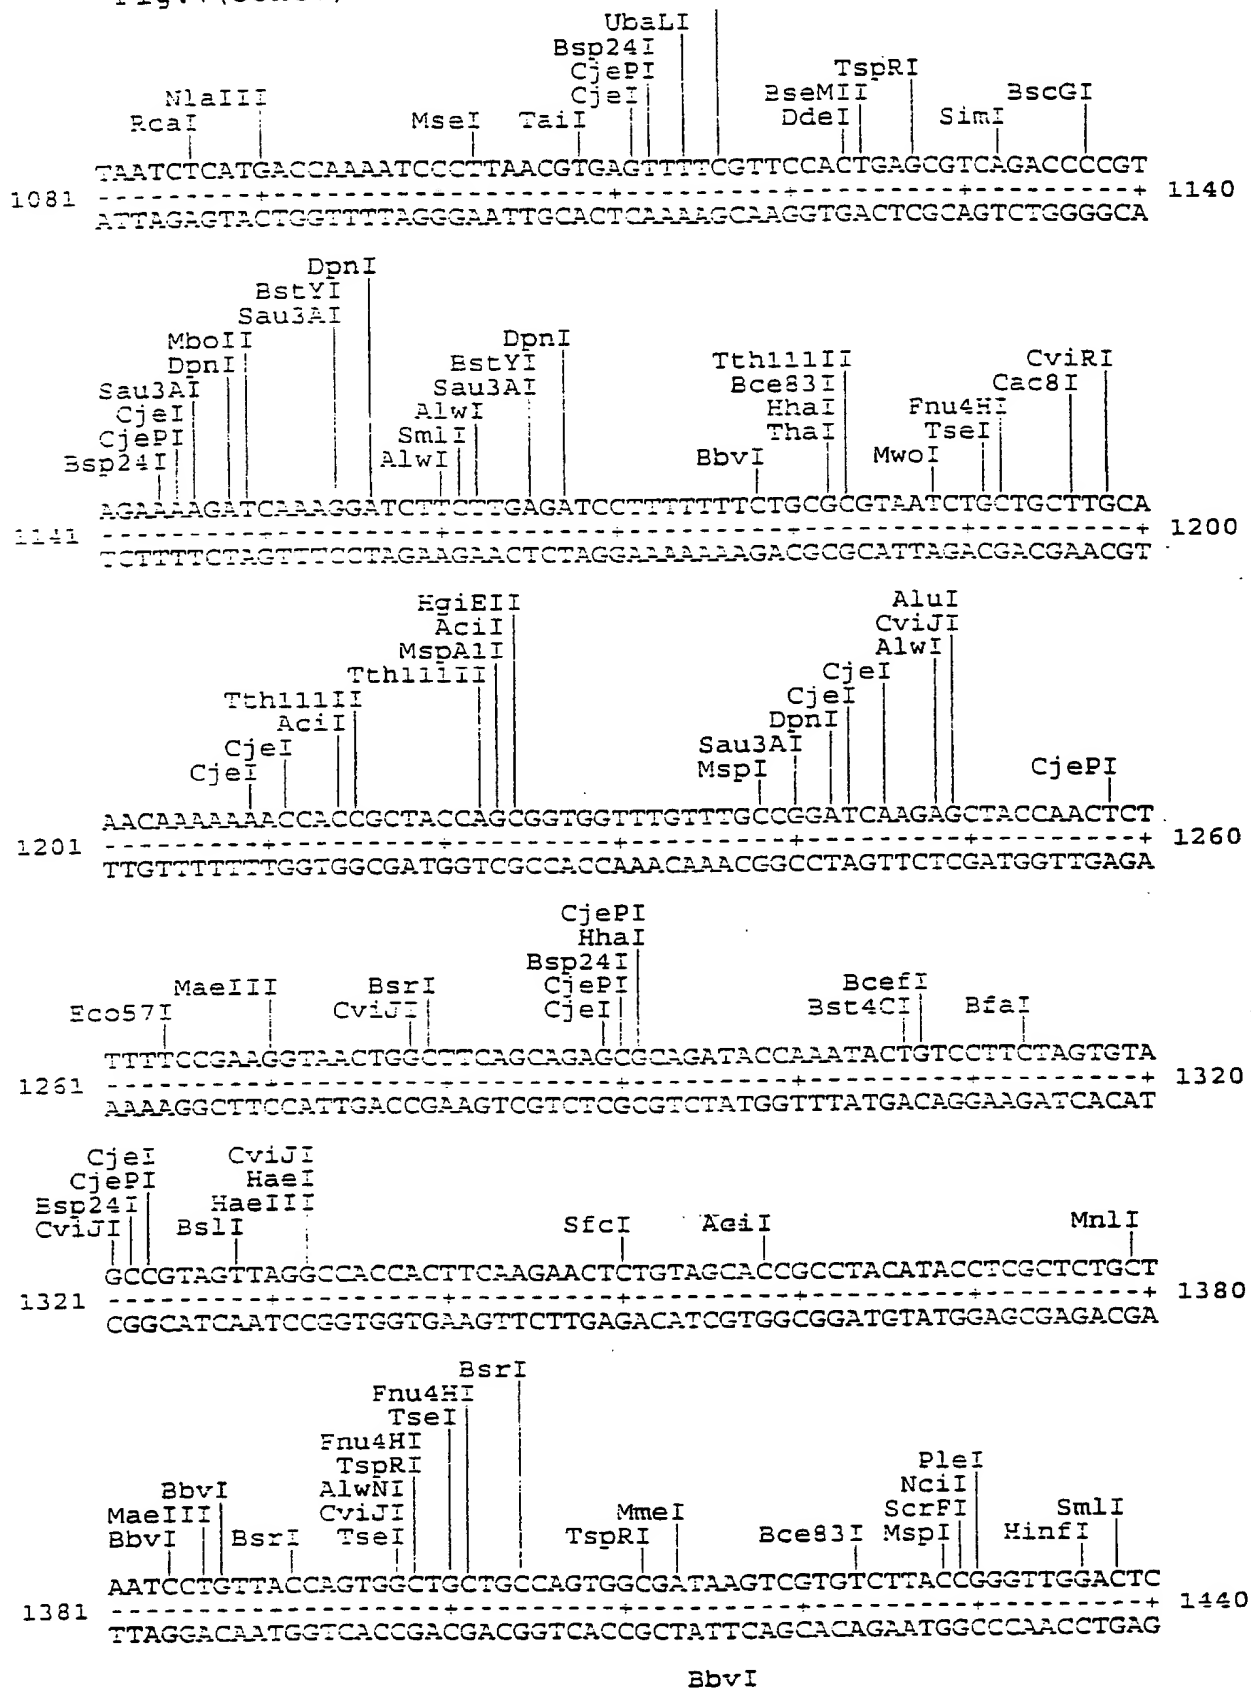 UbaLI
Bsp24I
CjePI TspRI
NlaIII CjeI BseMII BscGI
RcaI MseI TaiI DdeI SimI
TAATCTCATGACCAAAATCCCTTAACGTGAGTTTTCGTTCCACTGAGCGTCAGACCCCGT
1081 ---------+---------+---------+---------+---------+---------+ 1140
ATTAGAGTACTGGTTTTAGGGAATTGCACTCAAAAGCAAGGTGACTCGCAGTCTGGGGCA
DpnI
BstYI
Sau3AI
MboII DpnI
DpnI BstYI Tth111II CviRI
Sau3AI Sau3AI Bce83I Cac8I
CjeI AlwI HhaI Fnu4HI
CjePI SmlI ThaI TseI
Bsp24I AlwI BbvI MwoI
AGAAAAGATCAAAGGATCTTCTTGAGATCCTTTTTTTCTGCGCGTAATCTGCTGCTTGCA
1141 ---------+---------+---------+---------+---------+---------+ 1200
TCTTTTCTAGTTTCCTAGAAGAACTCTAGGAAAAAAAGACGCGCATTAGACGACGAACGT
HgiEII AluI
AciI CviJI
MspA1I AlwI
Tth111II CjeI
Tth111II CjeI
AciI DpnI
CjeI Sau3AI
CjeI MspI CjePI
AACAAAAAAACCACCGCTACCAGCGGTGGTTTGTTTGCCGGATCAAGAGCTACCAACTCT
1201 ---------+---------+---------+---------+---------+---------+ 1260
TTGTTTTTTTGGTGGCGATGGTCGCCACCAAACAAACGGCCTAGTTCTCGATGGTTGAGA
CjePI
HhaI
Bsp24I
MaeIII BsrI CjePI BcefI
Eco57I CviJI CjeI Bst4CI BfaI
TTTTCCGAAGGTAACTGGCTTCAGCAGAGCGCAGATACCAAATACTGTCCTTCTAGTGTA
1261 ---------+---------+---------+---------+---------+---------+ 1320
AAAAGGCTTCCATTGACCGAAGTCGTCTCGCGTCTATGGTTTATGACAGGAAGATCACAT
CjeI CviJI
CjePI HaeI
Bsp24I HaeIII
CviJI BslI SfcI AciI MnlI
GCCGTAGTTAGGCCACCACTTCAAGAACTCTGTAGCACCGCCTACATACCTCGCTCTGCT
1321 ---------+---------+---------+---------+---------+---------+ 1380
CGGCATCAATCCGGTGGTGAAGTTCTTGAGACATCGTGGCGGATGTATGGAGCGAGACGA
BsrI
Fnu4HI
TseI
Fnu4HI
TspRI PleI
BbvI AlwNI NciI
MaeIII CviJI MmeI ScrFI SmlI
BbvI BsrI TseI TspRI Bce83I MspI HinfI
AATCCTGTTACCAGTGGCTGCTGCCAGTGGCGATAAGTCGTGTCTTACCGGGTTGGACTC
1381 ---------+---------+---------+---------+---------+---------+ 1440
TTAGGACAATGGTCACCGACGACGGTCACCGCTATTCAGCACAGAATGGCCCAACCTGAG
BbvI